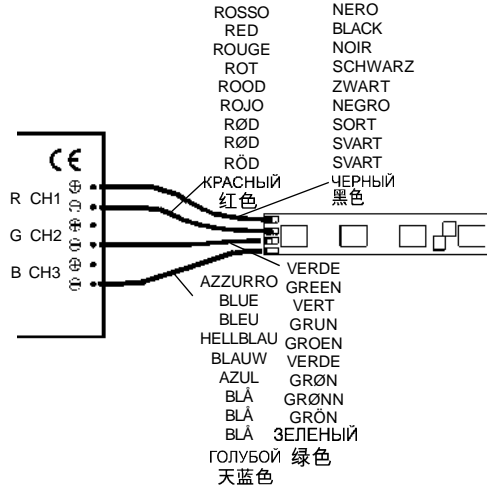 ROSSO
RED
ROUGE
ROT
ROOD
ROJO
RØD
RØD
RÖD
КРАСНЫЙ
红色
NERO
BLACK
NOIR
SCHWARZ
ZWART
NEGRO
SORT
SVART
SVART
ЧЕРНЫЙ
黑色
CE
R CH1
G CH2
B CH3
AZZURRO
BLUE
BLEU
HELLBLAU
BLAUW
AZUL
BLÅ
BLÅ
BLÅ
ГОЛУБОЙ
天蓝色
VERDE
GREEN
VERT
GRUN
GROEN
VERDE
GRØN
GRØNN
GRÖN
ЗЕЛЕНЫЙ
绿色